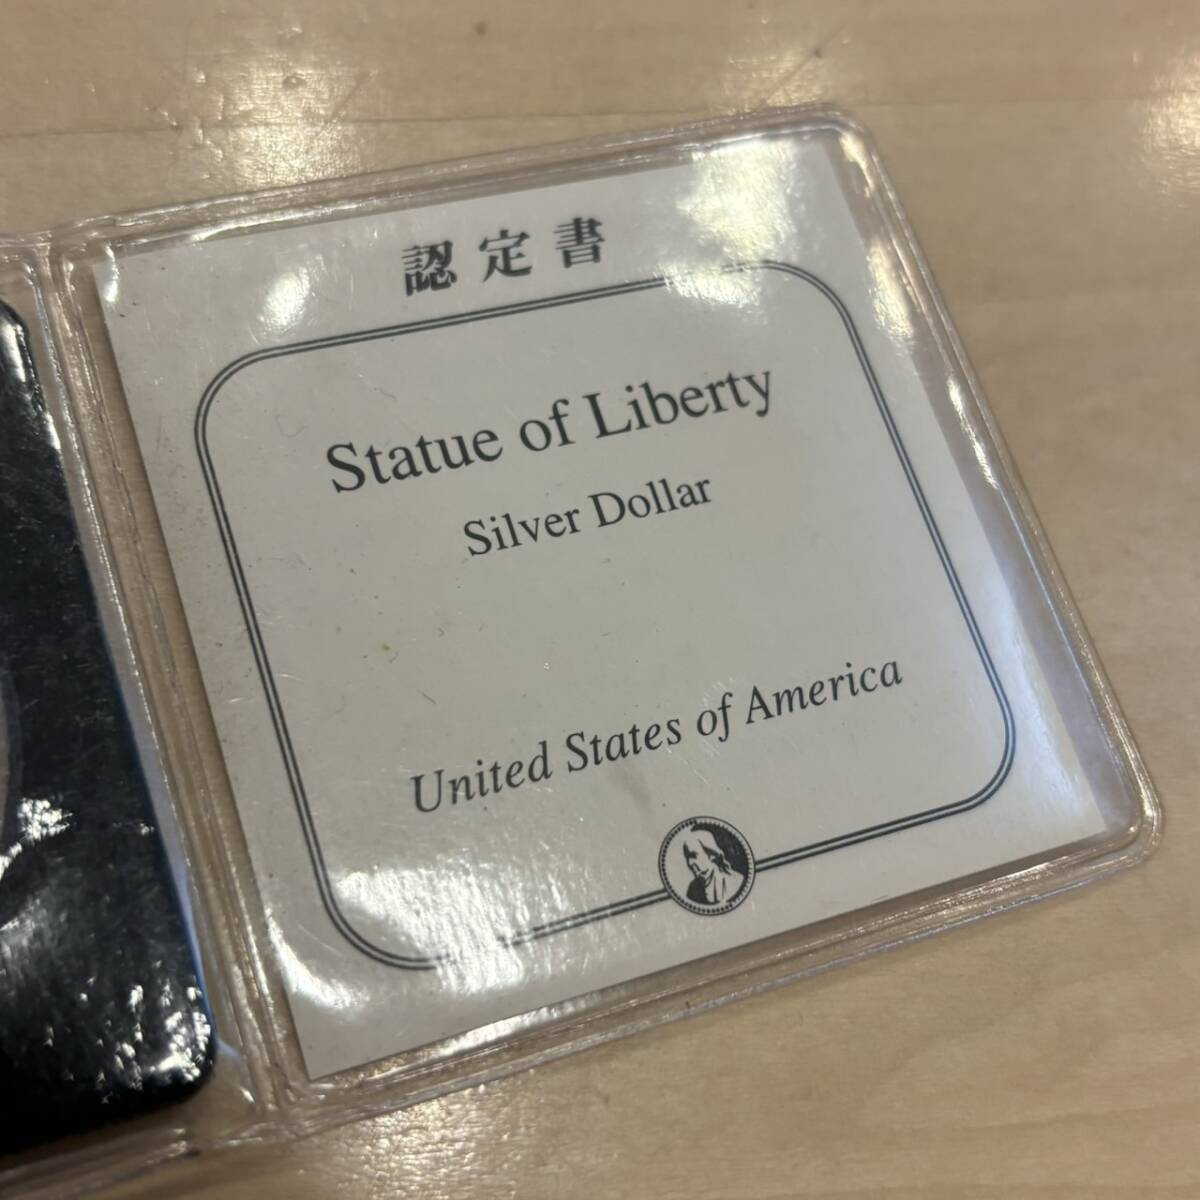 認定書
Statue of Liberty
Silver Dollar
United States of America